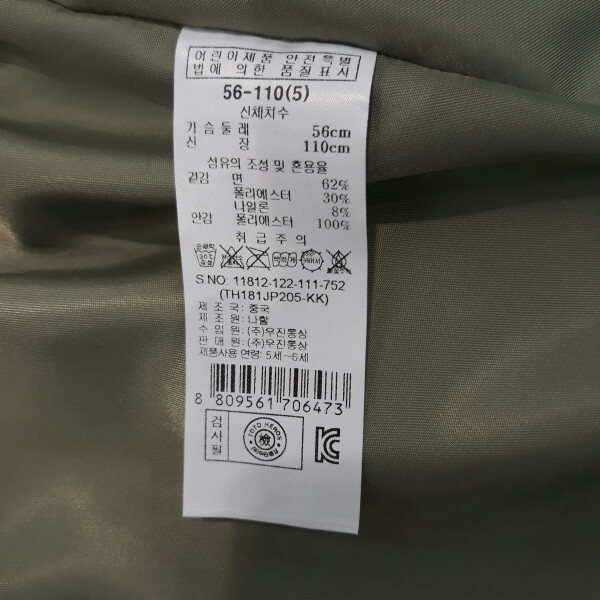 어린이제품 안전특별
법에 의한 품질표시
56-110(5)
신체치수
가슴둘레 56cm
신 장 110cm
섬유의 조성 및 혼용율
겉감 면 62%
폴리에스터 30%
나일론 8%
안감 폴리에스터 100%
취급주의
S.NO: 11812-122-111-752
(TH181JP205-KK)
제 조 국: 중국
제 조 원: 나할
수 입 원: (주)우진통상
판 매 원: (주)우진통상
제품사용 연령: 5세~6세
8 809561 706473
검사필
檢
KC